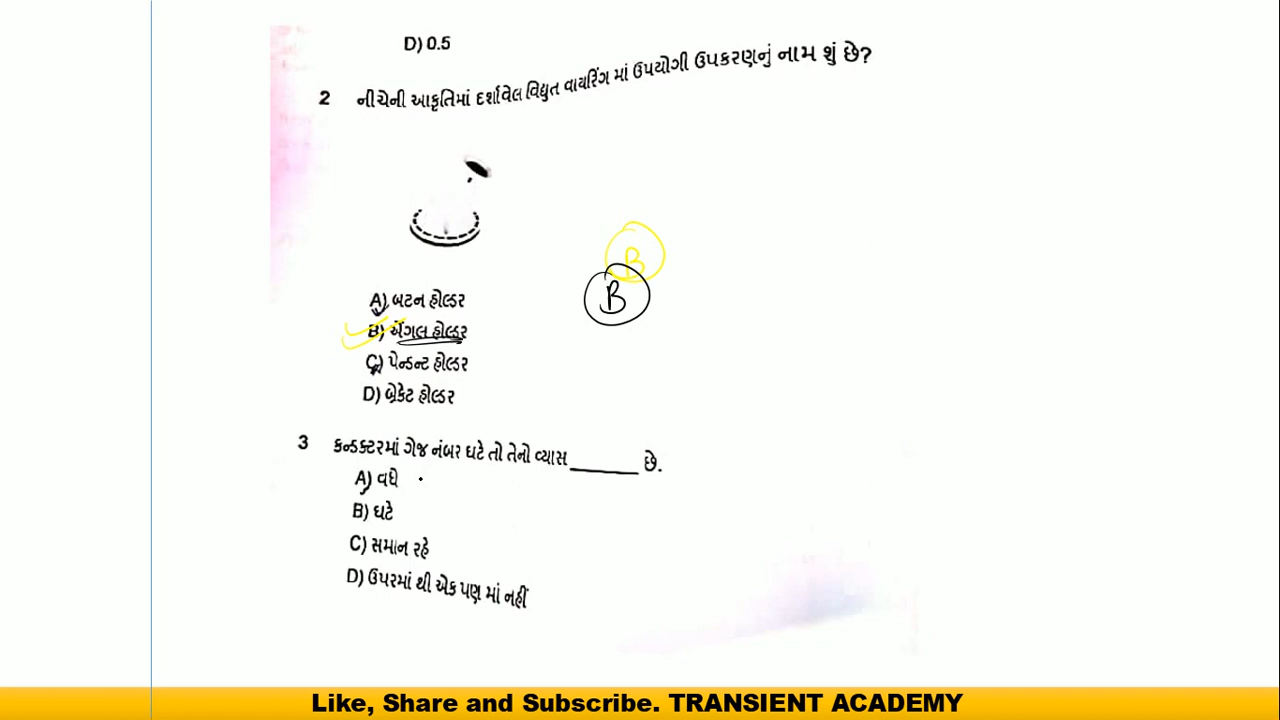 D) 0.5
2 નીચેની આકૃતિમાં દર્શાવેલ વિદ્યુત વાયરિંગ માં ઉપયોગી ઉપકરણનું નામ શું છે?
B
B
A) બટન હોલ્ડર
B) એંગલ હોલ્ડર
C) પેન્ડન્ટ હોલ્ડર
D) બ્રેકેટ હોલ્ડર
3 કન્ડક્ટરમાં ગેજ નંબર ઘટે તો તેનો વ્યાસ ______ છે.
A) વધે
B) ઘટે
C) સમાન રહે
D) ઉપરમાં થી એક પણ માં નહીં
Like, Share and Subscribe. TRANSIENT ACADEMY